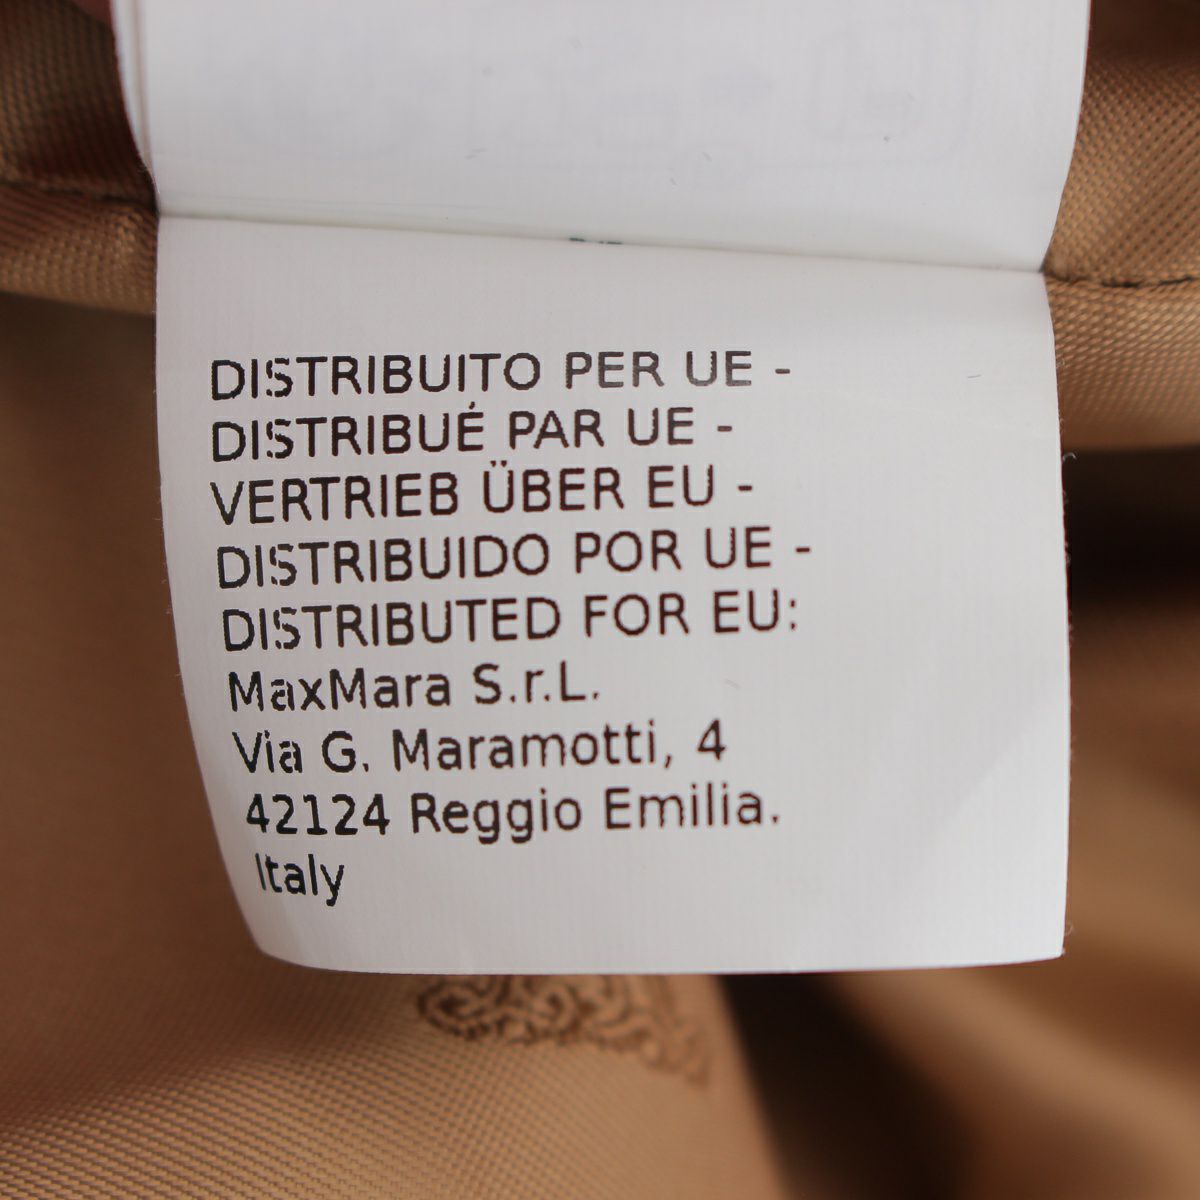 DISTRIBUITO PER UE -
DISTRIBUÉ PAR UE -
VERTRIEB ÜBER EU -
DISTRIBUIDO POR UE -
DISTRIBUTED FOR EU:
MaxMara S.r.L.
Via G. Maramotti, 4
42124 Reggio Emilia.
Italy